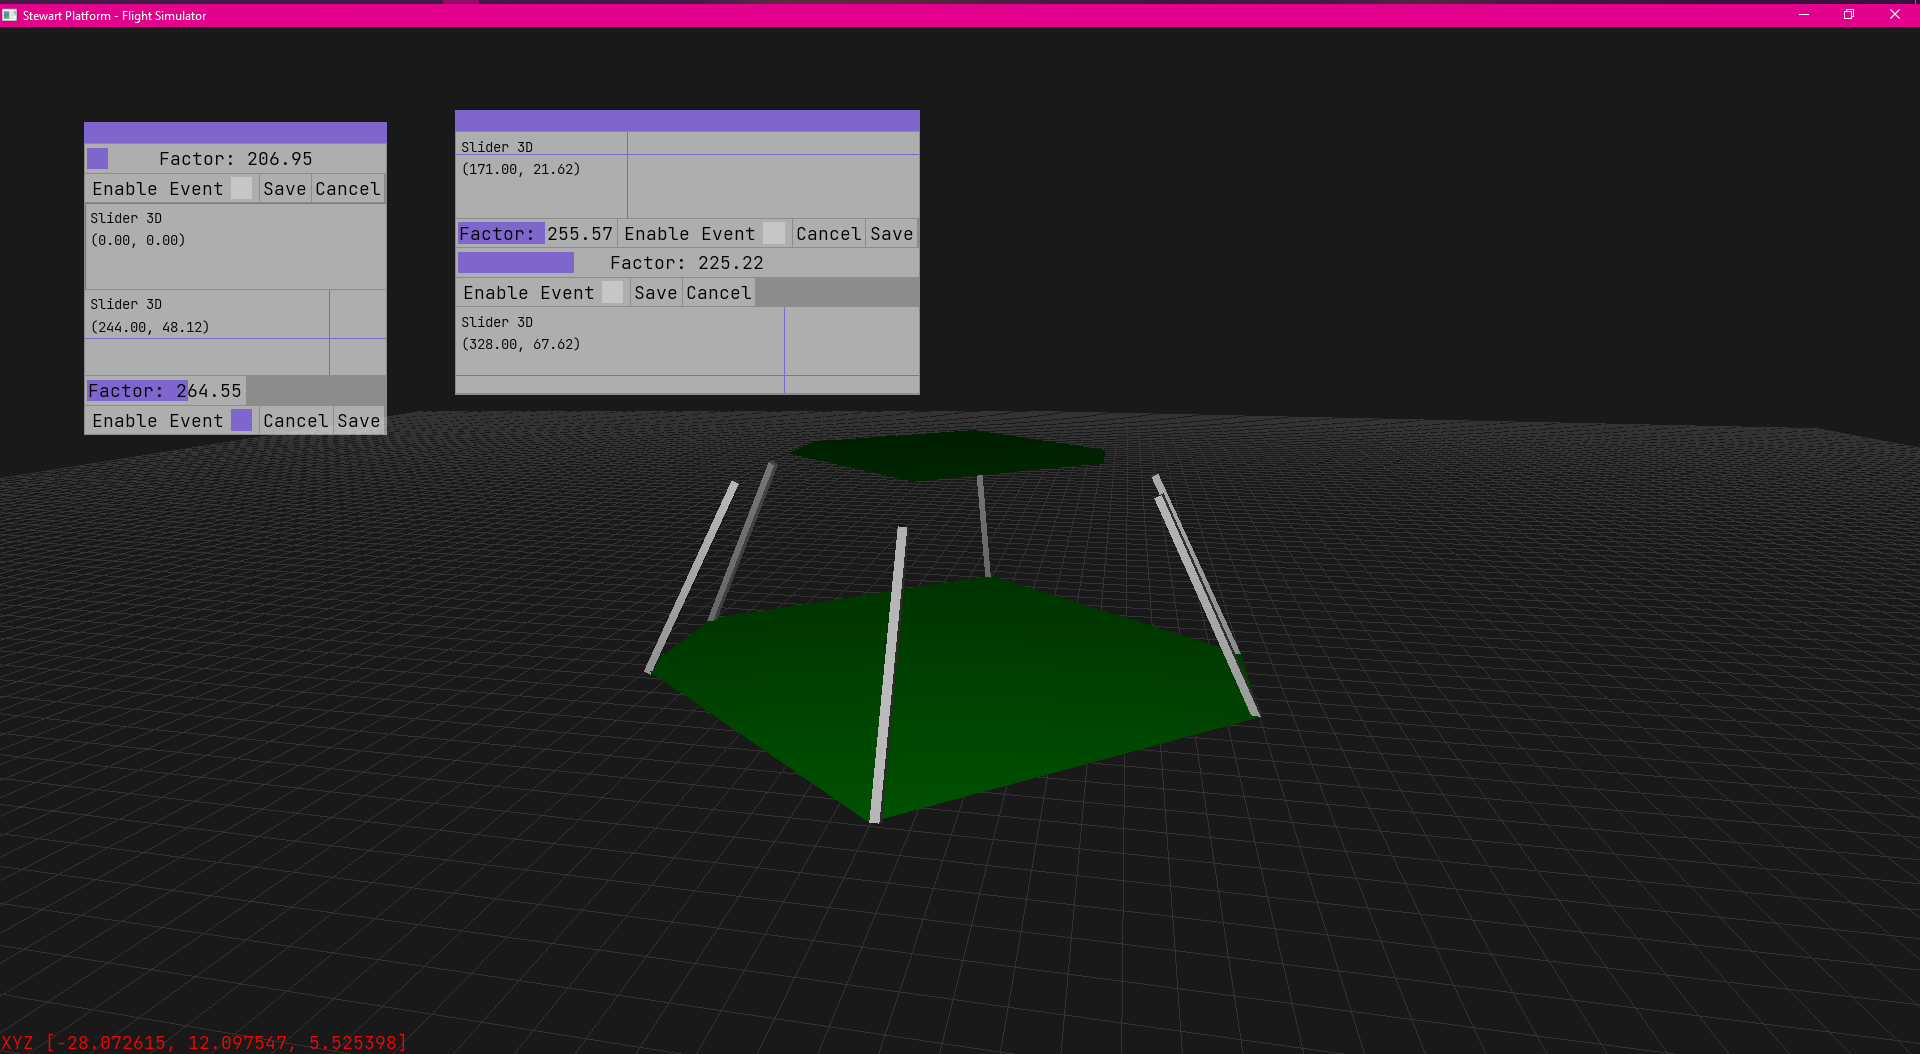 Stewart Platform - Flight Simulator
Factor: 206.95
Enable Event Save Cancel
Slider 3D
(0.00, 0.00)
Slider 3D
(244.00, 48.12)
Factor: 264.55
Enable Event Cancel Save
Slider 3D
(171.00, 21.62)
Factor: 255.57 Enable Event Cancel Save
Factor: 225.22
Enable Event Save Cancel
Slider 3D
(328.00, 67.62)
XYZ [-28.072615, 12.097547, 5.525398]